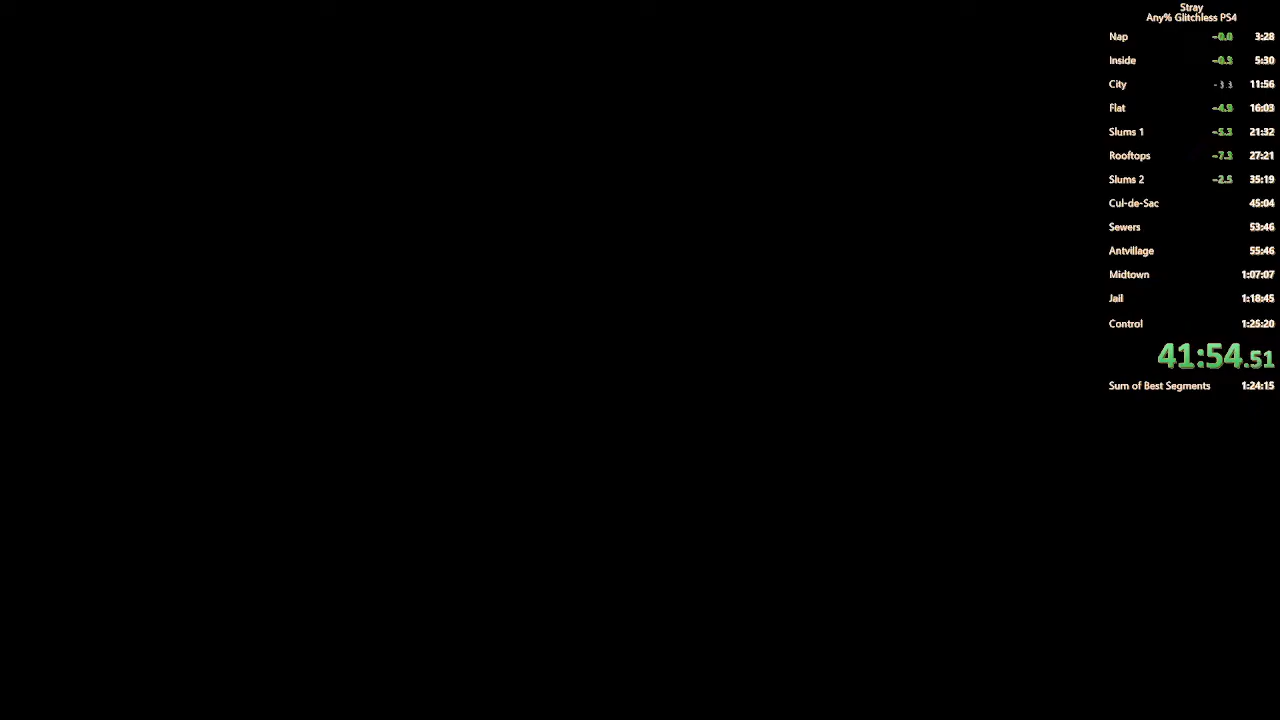 Stray
Any% Glitchless PS4
Nap -0.0 3:28
Inside -0.5 5:30
City -3.3 11:56
Flat -4.9 16:03
Slums 1 -5.3 21:32
Rooftops -7.3 27:21
Slums 2 -2.5 35:19
Cul-de-Sac 45:04
Sewers 53:46
Antvillage 55:46
Midtown 1:07:07
Jail 1:18:45
Control 1:25:20
41:54.51
Sum of Best Segments 1:24:15